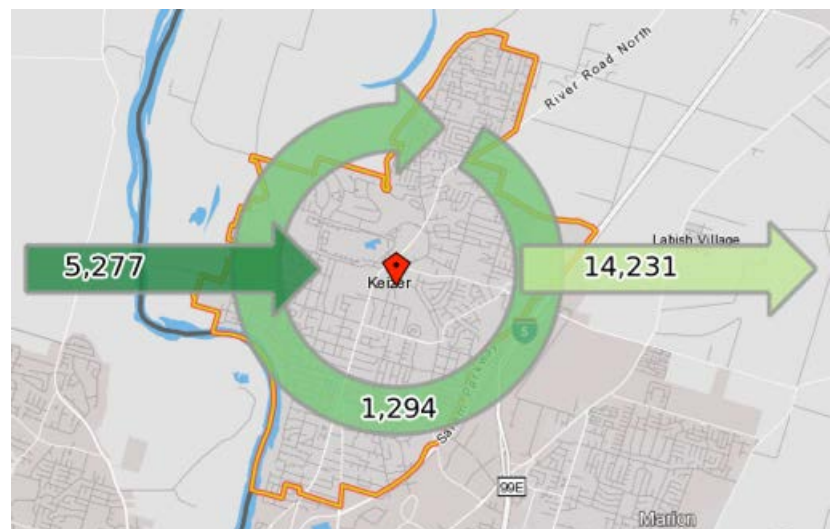 River Road North
Labish Village
5,277
14,231
Keizer
5
1,294
99E
Marion